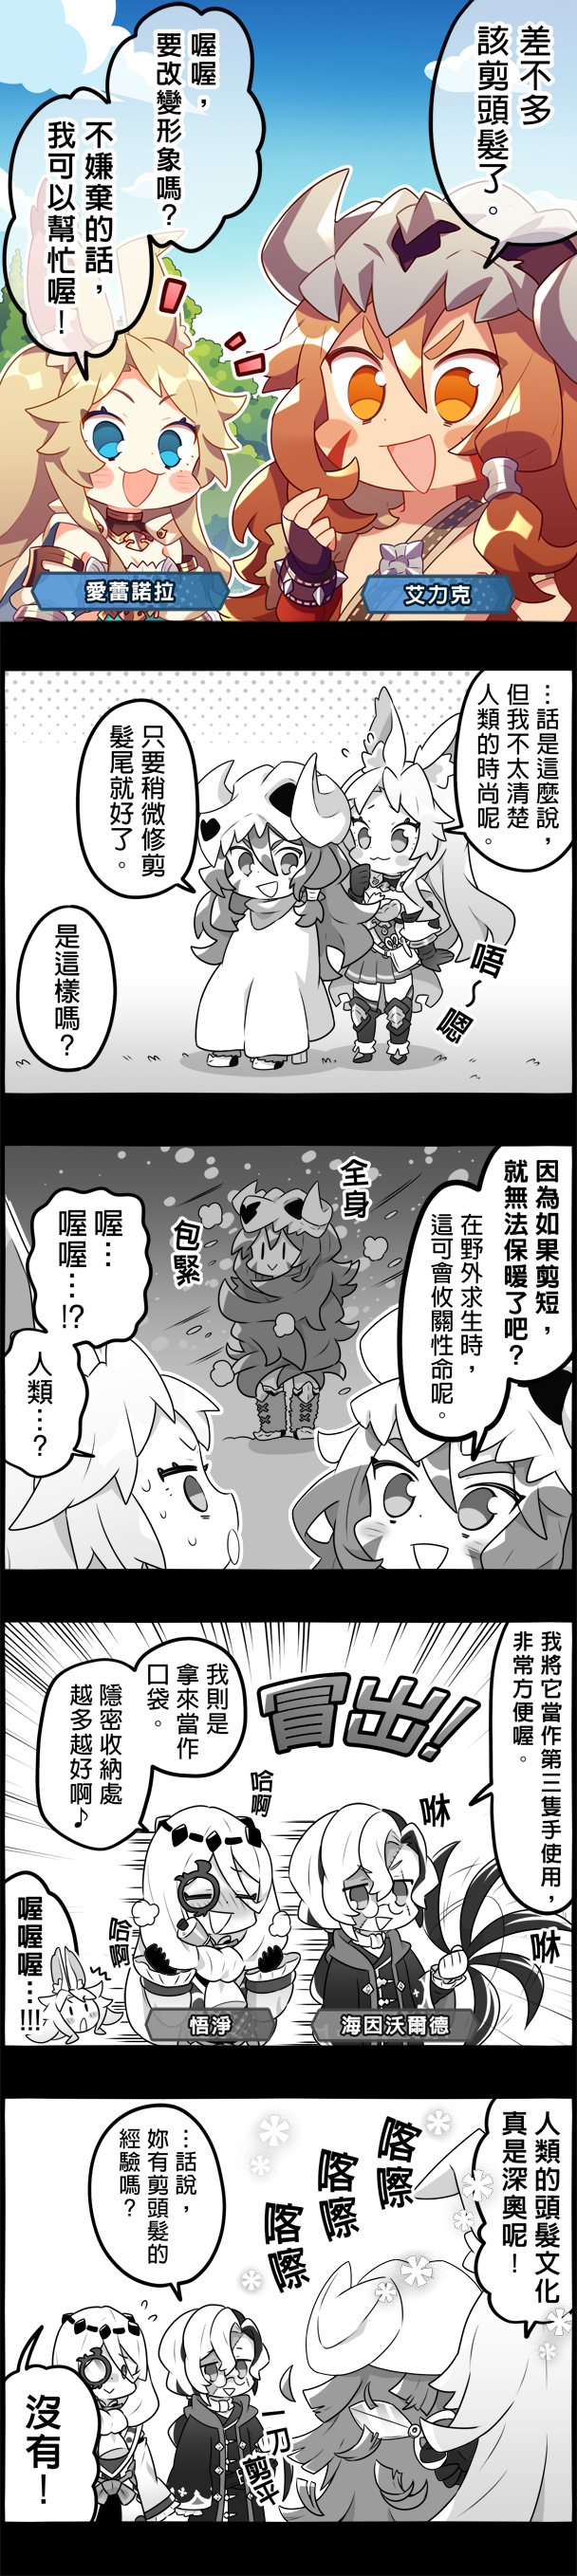 差不多
該剪頭髮了。
喔喔，
要改變形象嗎？
不嫌棄的話，
我可以幫忙喔！
愛蕾諾拉
艾力克
…話是這麼說，
但我不太清楚
人類的時尚呢。
唔～嗯
只要稍微修剪
髮尾就好了。
是這樣嗎？
因為如果剪短，
就無法保暖了吧？
在野外求生時，
這可會攸關性命呢。
全身
包緊
喔…
喔喔…!?
人類…？
我將它當作第三隻手使用，
非常方便喔。
咻
咻
冒出！
我則是
拿來當作
口袋。
隱密收納處
越多越好啊♪
哈啊
哈啊
喔喔喔…!!!
悟淨
海因沃爾德
人類的頭髮文化
真是深奧呢！
喀嚓
喀嚓
喀嚓
一刀
剪平
…話說，
妳有剪頭髮的
經驗嗎？
沒有！